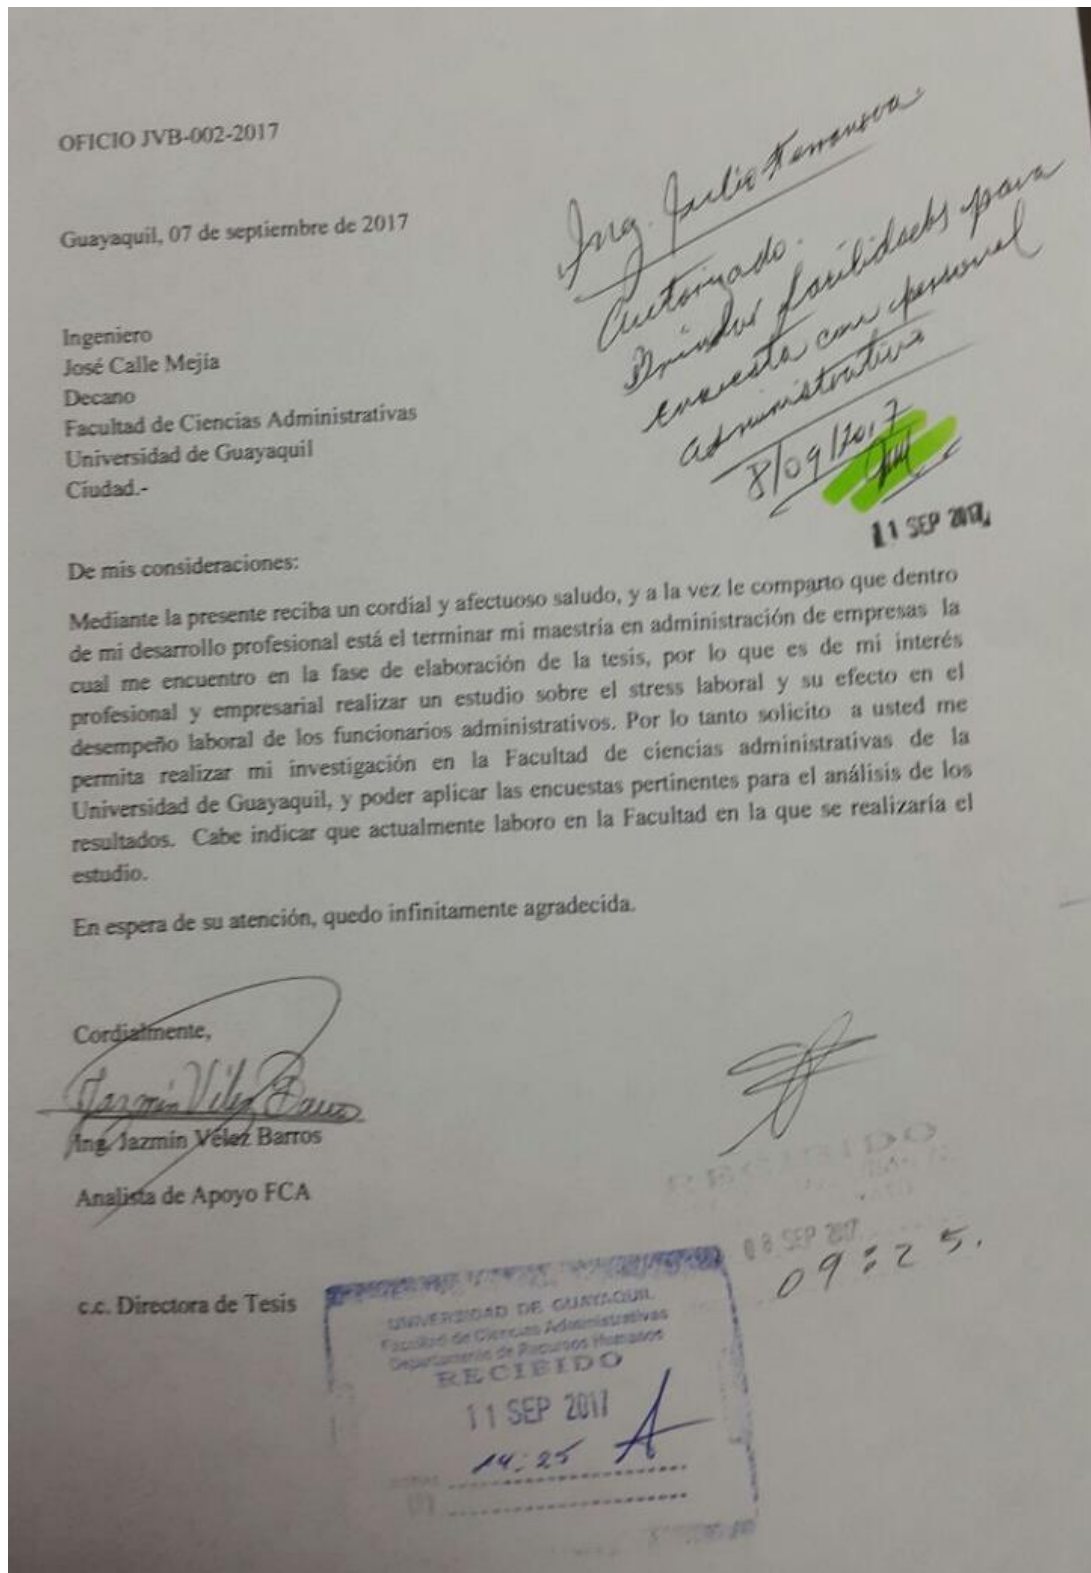 OFICIO JVB-002-2017
Guayaquil, 07 de septiembre de 2017
Ing. Julio
Autorizado.
Brindar facilidades para
encuesta con personal
administrativo
8/09/2017
11 SEP 2017
Ingeniero
José Calle Mejía
Decano
Facultad de Ciencias Administrativas
Universidad de Guayaquil
Ciudad.-
De mis consideraciones:
Mediante la presente reciba un cordial y afectuoso saludo, y a la vez le comparto que dentro
de mi desarrollo profesional está el terminar mi maestría en administración de empresas la
cual me encuentro en la fase de elaboración de la tesis, por lo que es de mi interés
profesional y empresarial realizar un estudio sobre el stress laboral y su efecto en el
desempeño laboral de los funcionarios administrativos. Por lo tanto solicito a usted me
permita realizar mi investigación en la Facultad de ciencias administrativas de la
Universidad de Guayaquil, y poder aplicar las encuestas pertinentes para el análisis de los
resultados. Cabe indicar que actualmente laboro en la Facultad en la que se realizaría el
estudio.
En espera de su atención, quedo infinitamente agradecida.
Cordialmente,
Jazmín Vélez Barros
Ing. Jazmín Vélez Barros
Analista de Apoyo FCA
RECIBIDO
08 SEP 2017
09:25.
c.c. Directora de Tesis
UNIVERSIDAD DE GUAYAQUIL
Facultad de Ciencias Administrativas
Departamento de Recursos Humanos
RECIBIDO
11 SEP 2017
14:25